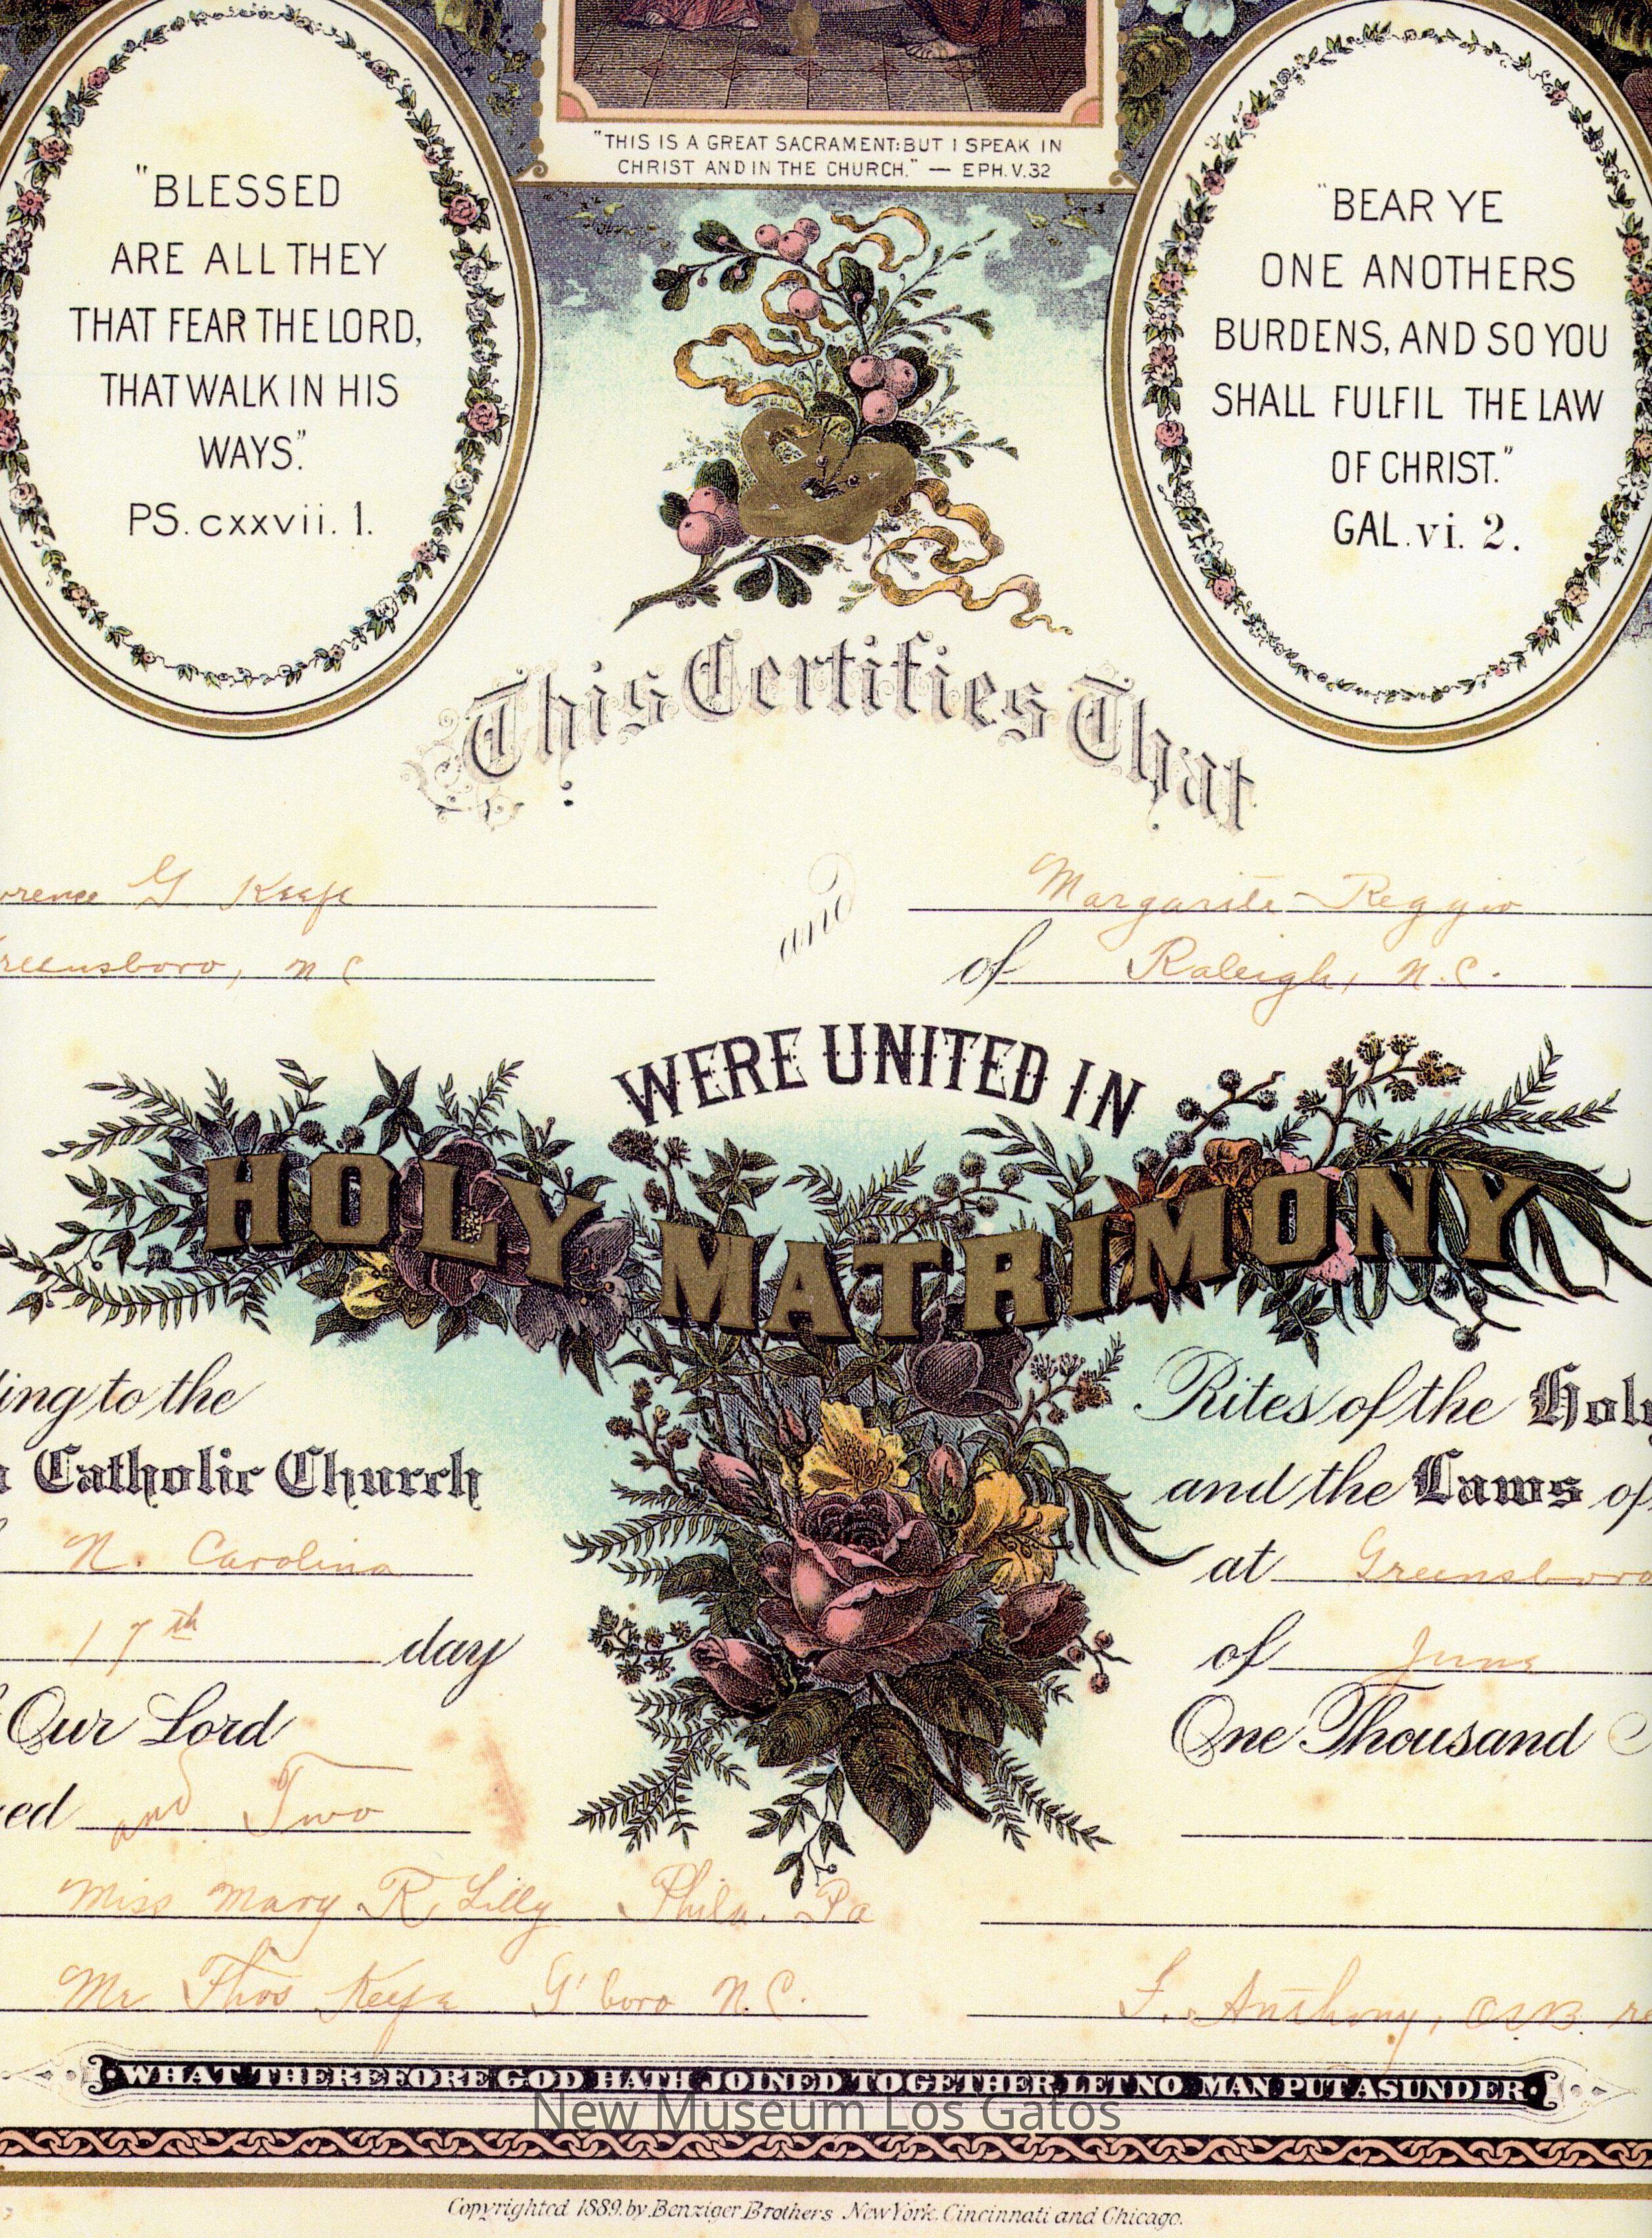 "THIS IS A GREAT SACRAMENT: BUT I SPEAK IN
CHRIST AND IN THE CHURCH." — EPH. V. 32
"BLESSED
ARE ALL THEY
THAT FEAR THE LORD,
THAT WALK IN HIS
WAYS."
PS. cxxvii. 1.
"BEAR YE
ONE ANOTHERS
BURDENS, AND SO YOU
SHALL FULFIL THE LAW
OF CHRIST."
GAL. vi. 2.
This Certifies That
rence G Keefe and Margarite Reggio
reensboro, N C of Raleigh, N.C.
WERE UNITED IN
HOLY MATRIMONY
ing to the Rites of the Holy
Catholic Church and the Laws of
N. Carolina at Greensboro
17th day of June
Our Lord One Thousand
ed and Two
Miss Mary R. Lilly Phila. Pa
Mr Thos Keefe G'boro N.C. F. Anthony, O.S.B.
WHAT THEREFORE GOD HATH JOINED TOGETHER LET NO MAN PUT ASUNDER
New Museum Los Gatos
Copyrighted 1889. by Benziger Brothers New York, Cincinnati and Chicago.